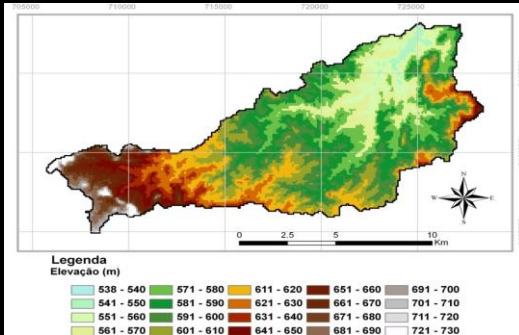 705000 710000 715000 720000 725000
N
W E
S
0 2.5 5 10
Km
Legenda
Elevação (m)
538 - 540 571 - 580 611 - 620 651 - 660 691 - 700
541 - 550 581 - 590 621 - 630 661 - 670 701 - 710
551 - 560 591 - 600 631 - 640 671 - 680 711 - 720
561 - 570 601 - 610 641 - 650 681 - 690 721 - 730